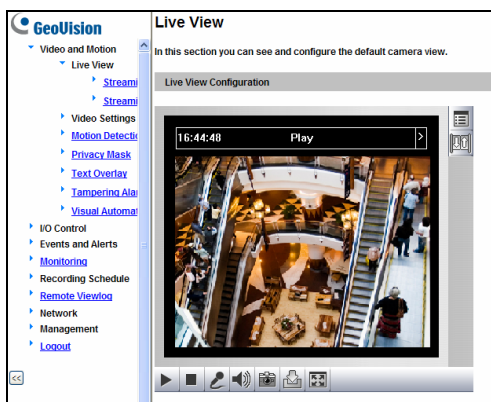 GeoVision
Video and Motion
Live View
Streami
Streami
Video Settings
Motion Detectio
Privacy Mask
Text Overlay
Tampering Alar
Visual Automat
I/O Control
Events and Alerts
Monitoring
Recording Schedule
Remote Viewlog
Network
Management
Logout
<<
Live View
In this section you can see and configure the default camera view.
Live View Configuration
16:44:48 Play >